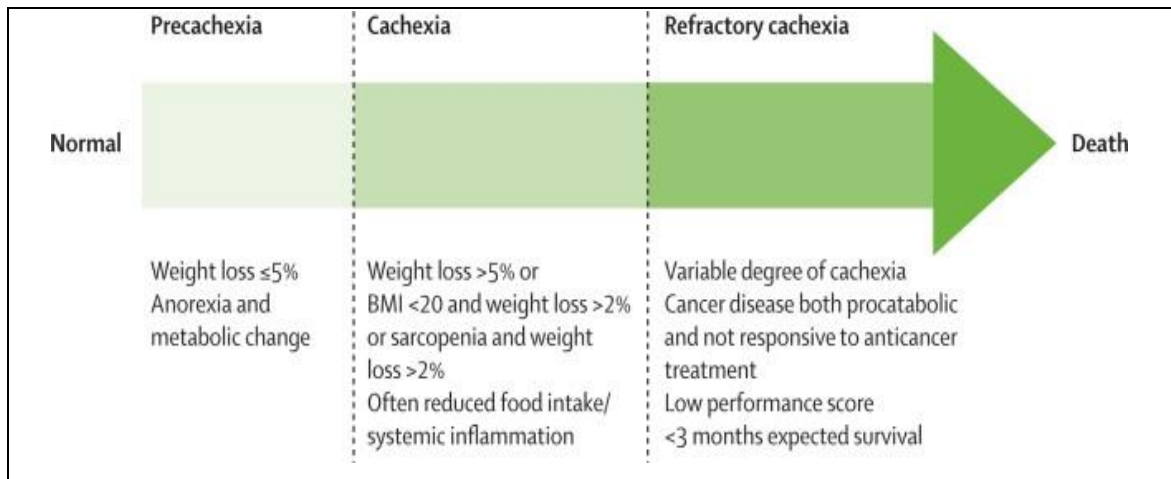 Precachexia
Cachexia
Refractory cachexia
Normal
Death
Weight loss ≤5%
Anorexia and
metabolic change
Weight loss >5% or
BMI <20 and weight loss >2%
or sarcopenia and weight
loss >2%
Often reduced food intake/
systemic inflammation
Variable degree of cachexia
Cancer disease both procatabolic
and not responsive to anticancer
treatment
Low performance score
<3 months expected survival